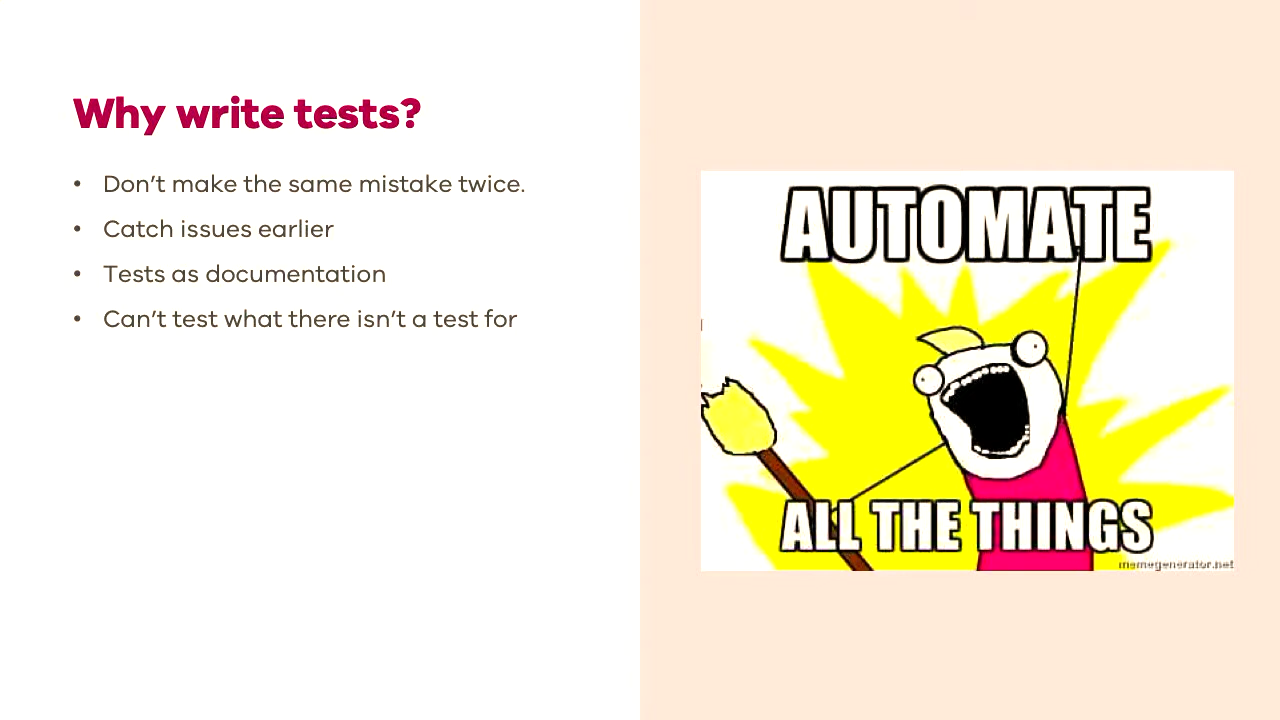 Why write tests?
• Don’t make the same mistake twice.
• Catch issues earlier
• Tests as documentation
• Can’t test what there isn’t a test for
AUTOMATE
ALL THE THINGS
memegenerator.net